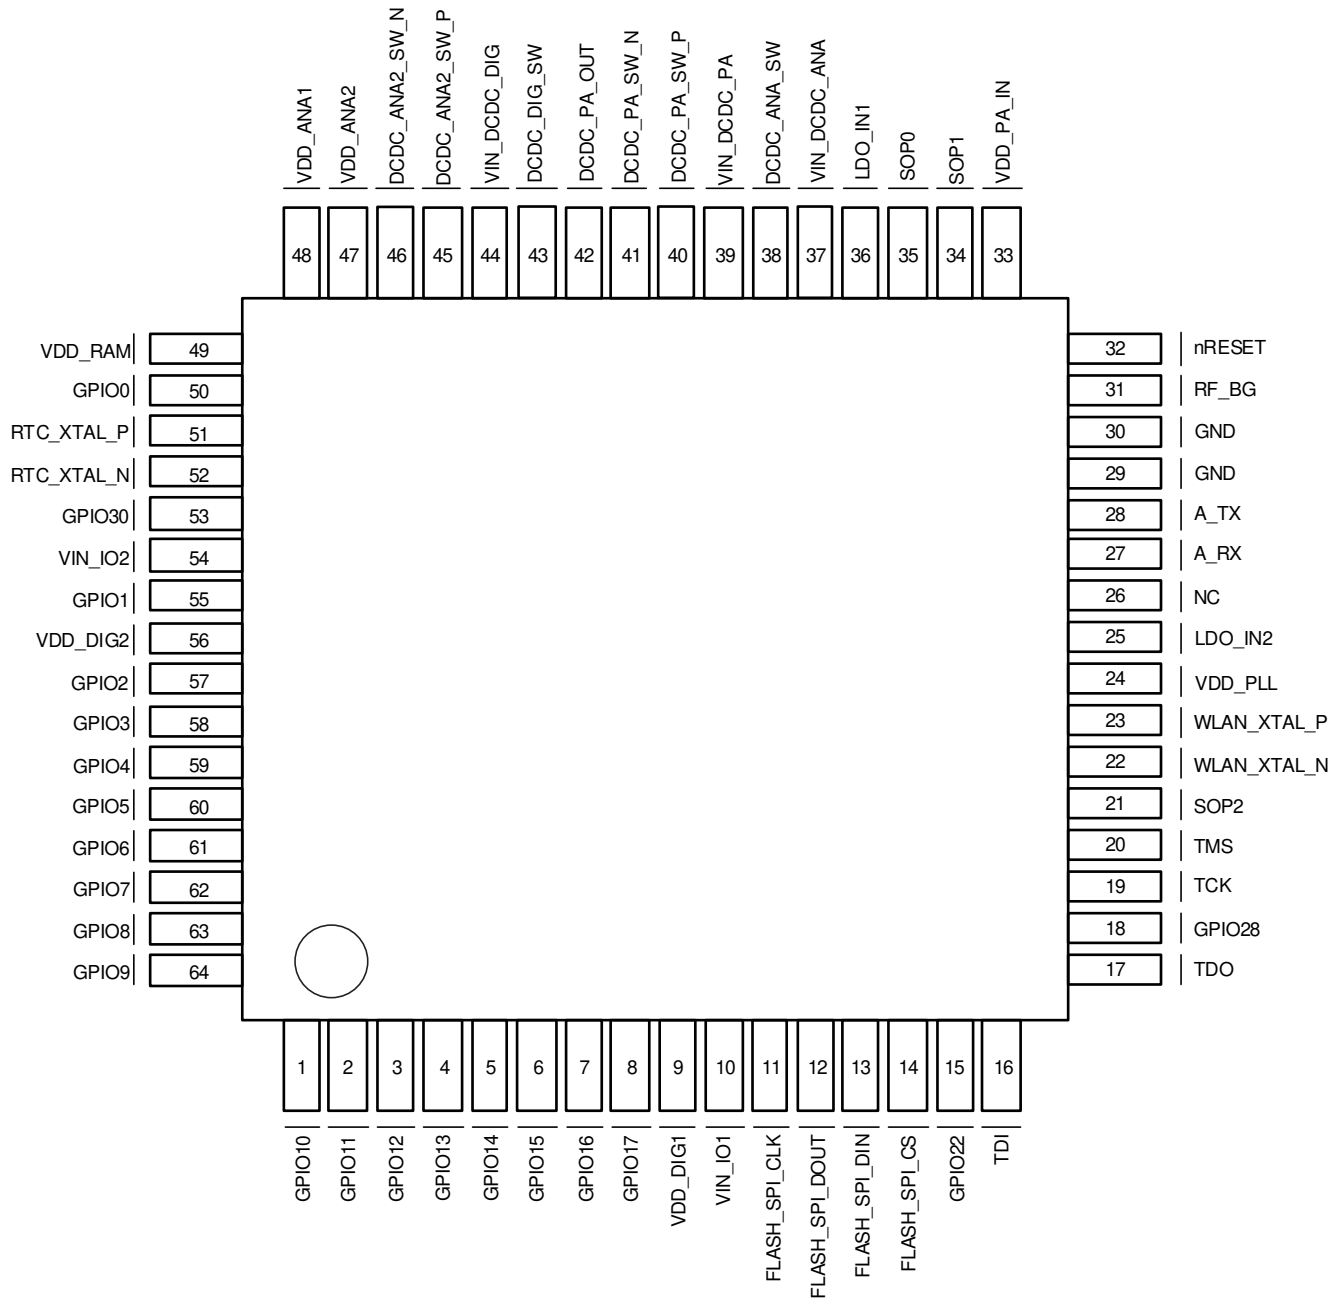 VDD_ANA1
VDD_ANA2
DCDC_ANA2_SW_N
DCDC_ANA2_SW_P
VIN_DCDC_DIG
DCDC_DIG_SW
DCDC_PA_OUT
DCDC_PA_SW_N
DCDC_PA_SW_P
VIN_DCDC_PA
DCDC_ANA_SW
VIN_DCDC_ANA
LDO_IN1
SOP0
SOP1
VDD_PA_IN
48 47 46 45 44 43 42 41 40 39 38 37 36 35 34 33
VDD_RAM 49
GPIO0 50
RTC_XTAL_P 51
RTC_XTAL_N 52
GPIO30 53
VIN_IO2 54
GPIO1 55
VDD_DIG2 56
GPIO2 57
GPIO3 58
GPIO4 59
GPIO5 60
GPIO6 61
GPIO7 62
GPIO8 63
GPIO9 64
32 nRESET
31 RF_BG
30 GND
29 GND
28 A_TX
27 A_RX
26 NC
25 LDO_IN2
24 VDD_PLL
23 WLAN_XTAL_P
22 WLAN_XTAL_N
21 SOP2
20 TMS
19 TCK
18 GPIO28
17 TDO
1 2 3 4 5 6 7 8 9 10 11 12 13 14 15 16
GPIO10
GPIO11
GPIO12
GPIO13
GPIO14
GPIO15
GPIO16
GPIO17
VDD_DIG1
VIN_IO1
FLASH_SPI_CLK
FLASH_SPI_DOUT
FLASH_SPI_DIN
FLASH_SPI_CS
GPIO22
TDI